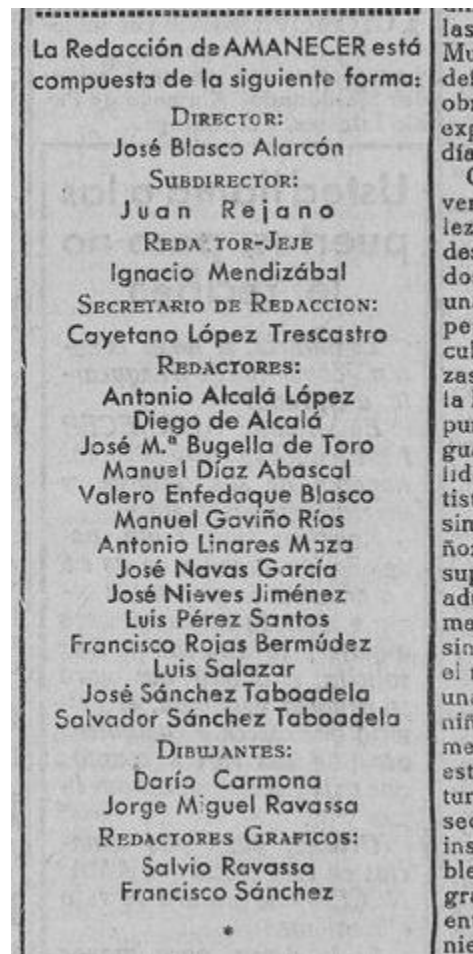 La Redacción de AMANECER está
compuesta de la siguiente forma:
DIRECTOR:
José Blasco Alarcón
SUBDIRECTOR:
Juan Rejano
REDA TOR-JEJE
Ignacio Mendizábal
SECRETARIO DE REDACCION:
Cayetano López Trescastro
REDACTORES:
Antonio Alcalá López
Diego de Alcalá
José M.ª Bugella de Toro
Manuel Díaz Abascal
Valero Enfedaque Blasco
Manuel Gaviño Ríos
Antonio Linares Maza
José Navas García
José Nieves Jiménez
Luis Pérez Santos
Francisco Rojas Bermúdez
Luis Salazar
José Sánchez Taboadela
Salvador Sánchez Taboadela
DIBUJANTES:
Darío Carmona
Jorge Miguel Ravassa
REDACTORES GRAFICOS:
Salvio Ravassa
Francisco Sánchez
*